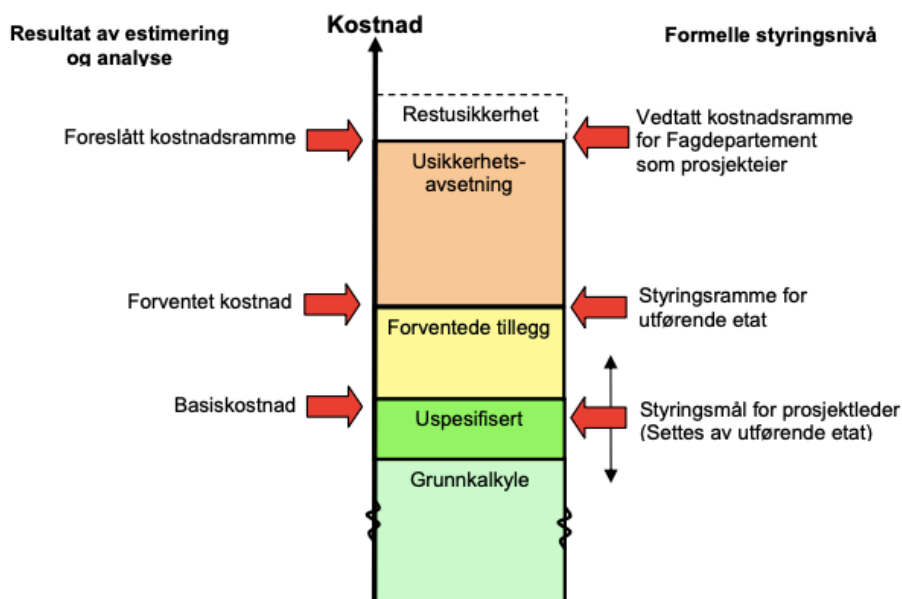 Resultat av estimering
og analyse
Kostnad
Formelle styringsnivå
Restusikkerhet
Foreslått kostnadsramme
Vedtatt kostnadsramme
for Fagdepartement
som prosjekteier
Usikkerhets-
avsetning
Forventet kostnad
Styringsramme for
utførende etat
Forventede tillegg
Basiskostnad
Uspesifisert
Styringsmål for prosjektleder
(Settes av utførende etat)
Grunnkalkyle